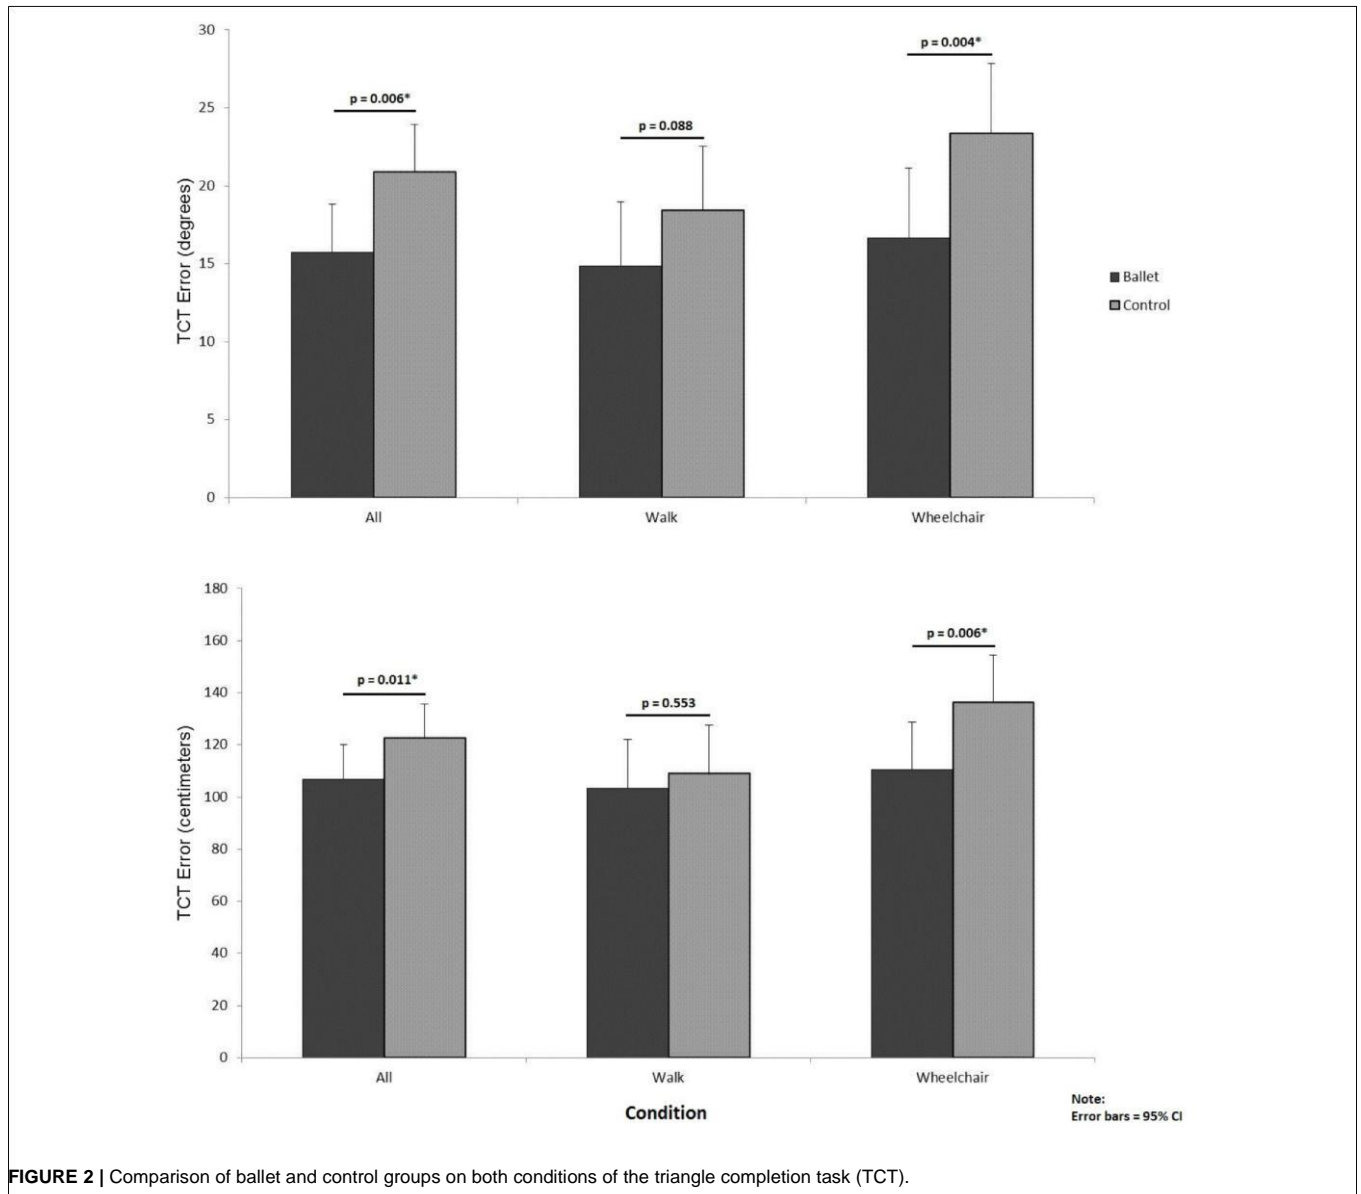 30
25
20
15
10
5
0
TCT Error (degrees)
p = 0.006*
p = 0.088
p = 0.004*
All
Walk
Wheelchair
Ballet
Control
180
160
140
120
100
80
60
40
20
0
TCT Error (centimeters)
p = 0.011*
p = 0.553
p = 0.006*
All
Walk
Wheelchair
Condition
Note:
Error bars = 95% CI
FIGURE 2 | Comparison of ballet and control groups on both conditions of the triangle completion task (TCT).